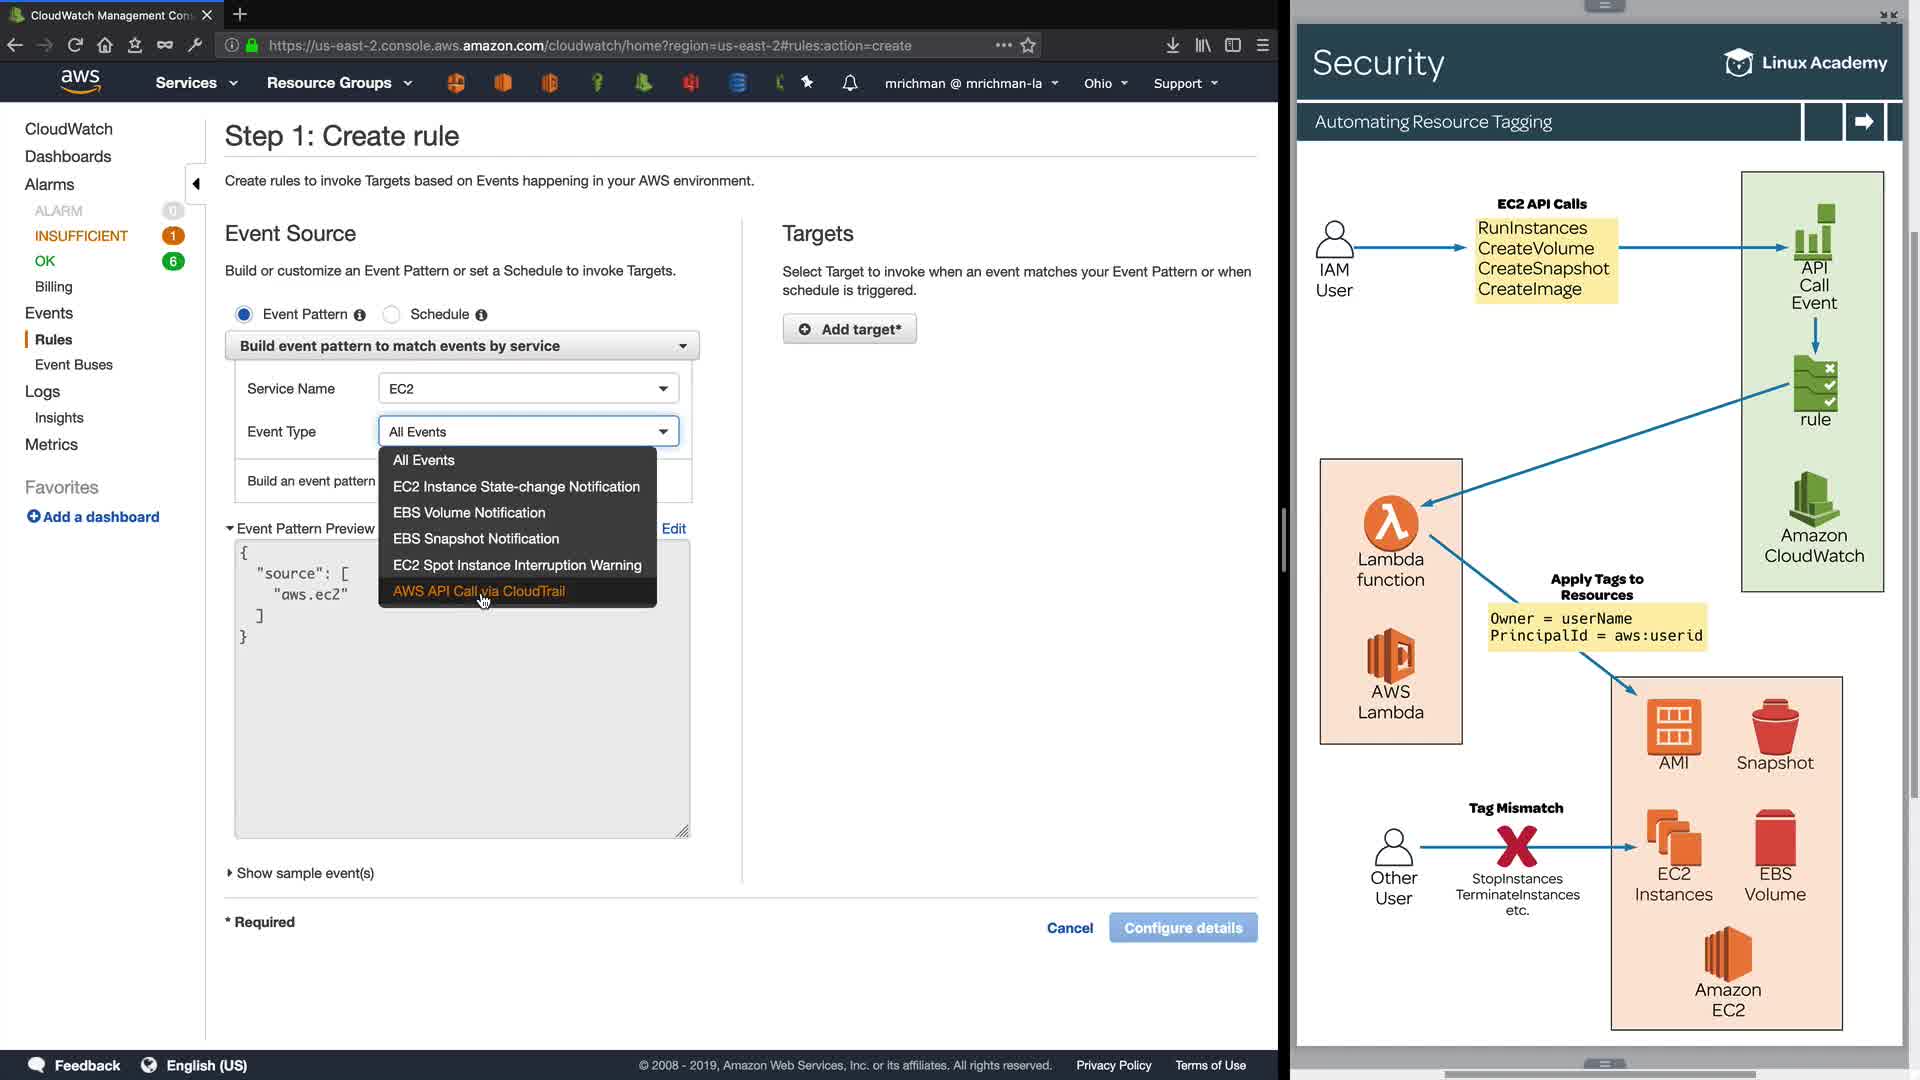 CloudWatch Management Con
https://us-east-2.console.aws.amazon.com/cloudwatch/home?region=us-east-2#rules:action=create
aws
Services
Resource Groups
mrichman @ mrichman-la
Ohio
Support
CloudWatch
Dashboards
Alarms
ALARM 0
INSUFFICIENT 1
OK 6
Billing
Events
Rules
Event Buses
Logs
Insights
Metrics
Favorites
Add a dashboard
Step 1: Create rule
Create rules to invoke Targets based on Events happening in your AWS environment.
Event Source
Build or customize an Event Pattern or set a Schedule to invoke Targets.
Event Pattern
Schedule
Build event pattern to match events by service
Service Name
EC2
Event Type
All Events
All Events
EC2 Instance State-change Notification
EBS Volume Notification
EBS Snapshot Notification
EC2 Spot Instance Interruption Warning
AWS API Call via CloudTrail
Build an event pattern
Event Pattern Preview
Edit
{
"source": [
"aws.ec2"
]
}
Show sample event(s)
* Required
Targets
Select Target to invoke when an event matches your Event Pattern or when
schedule is triggered.
Add target*
Cancel
Configure details
Feedback
English (US)
© 2008 - 2019, Amazon Web Services, Inc. or its affiliates. All rights reserved.
Privacy Policy
Terms of Use
Security
Linux Academy
Automating Resource Tagging
IAM
User
EC2 API Calls
RunInstances
CreateVolume
CreateSnapshot
CreateImage
API
Call
Event
rule
Amazon
CloudWatch
Lambda
function
AWS
Lambda
Apply Tags to
Resources
Owner = userName
PrincipalId = aws:userid
AMI
Snapshot
Tag Mismatch
Other
User
StopInstances
TerminateInstances
etc.
EC2
Instances
EBS
Volume
Amazon
EC2